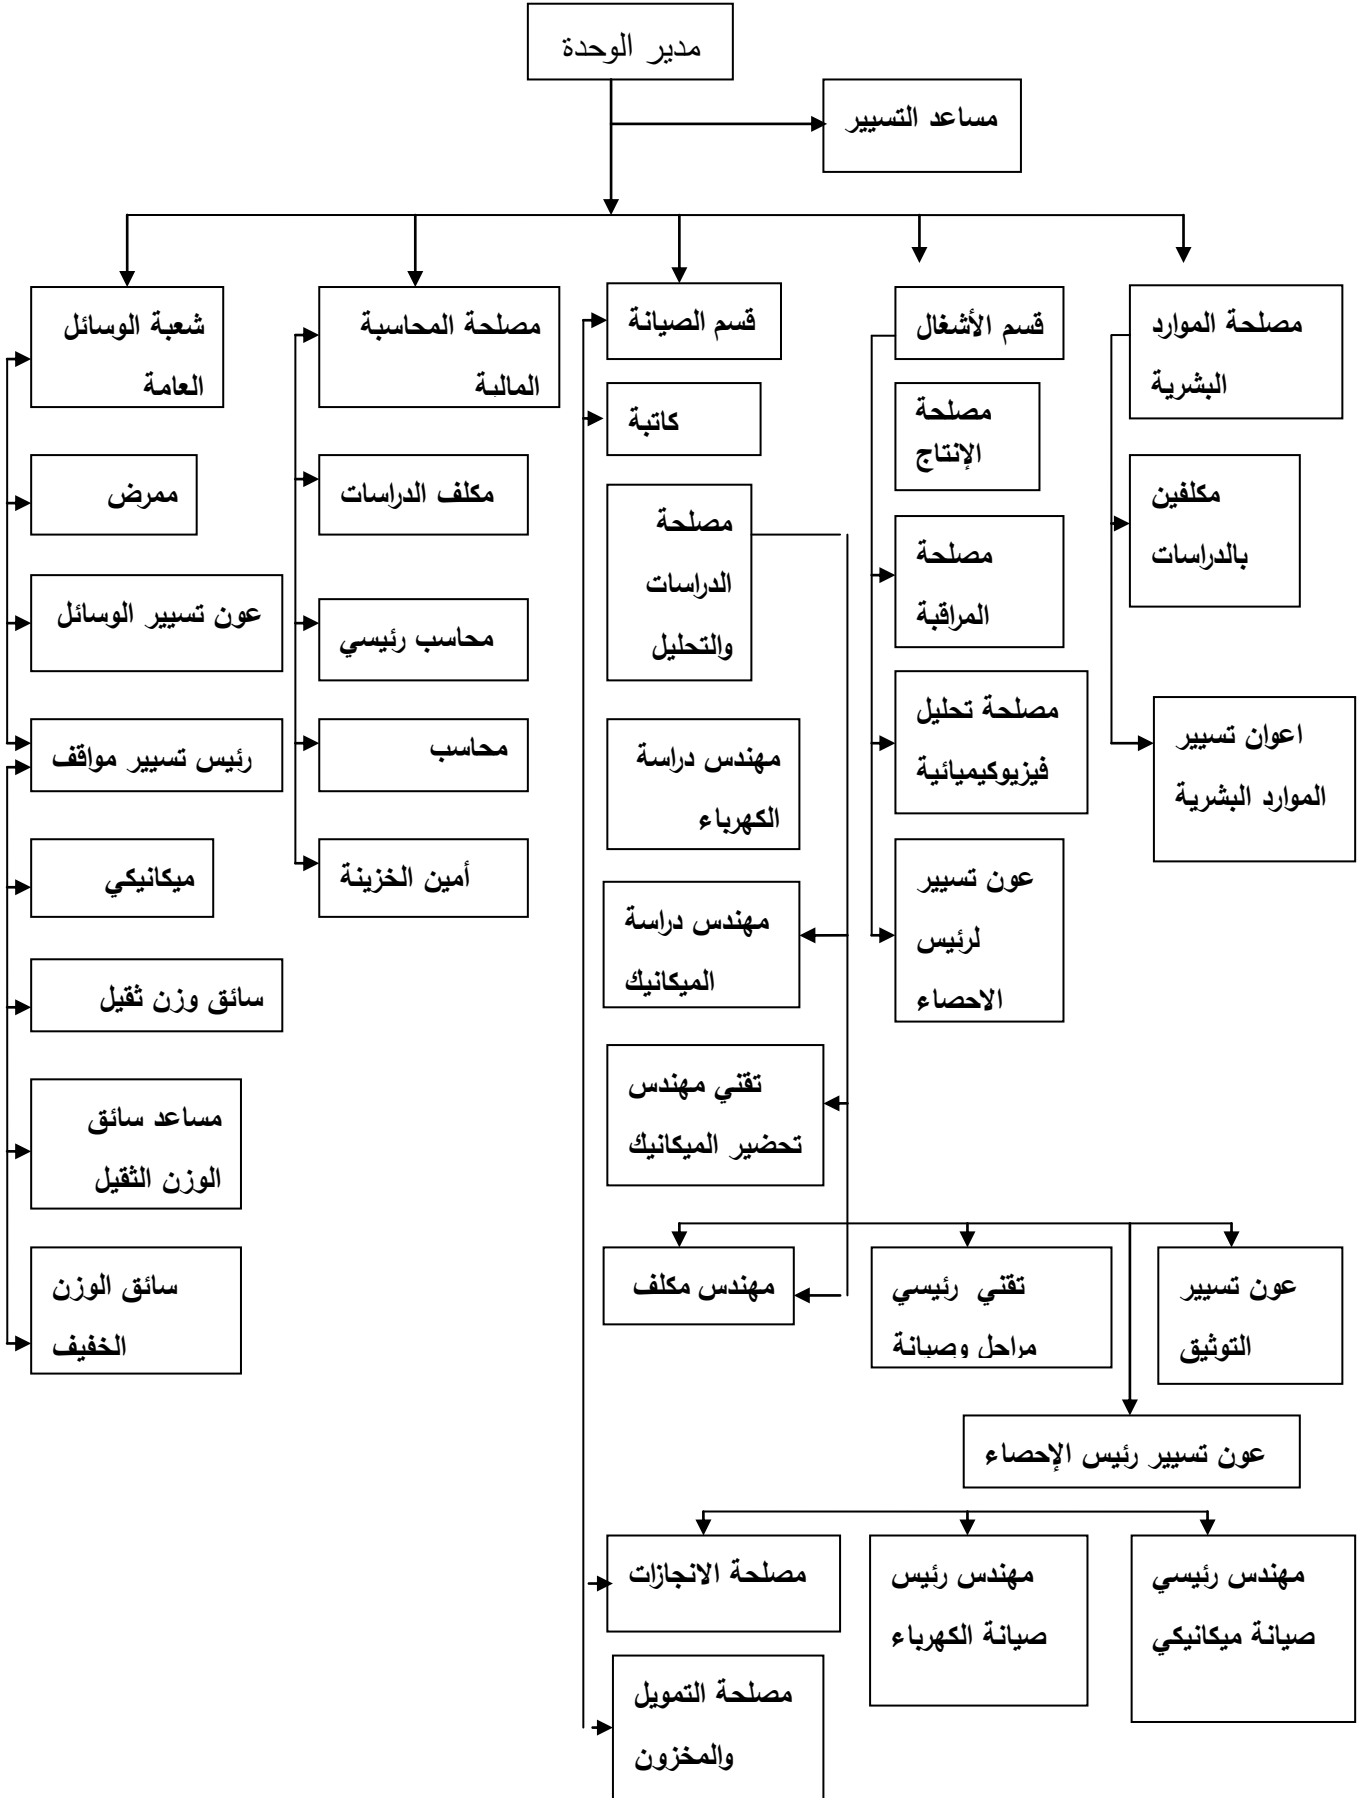 مدير الوحدة
مساعد التسيير
مصلحة الموارد
البشرية
قسم الأشغال
قسم الصيانة
مصلحة المحاسبة
المالية
شعبة الوسائل
العامة
مكلفين
بالدراسات
اعوان تسيير
الموارد البشرية
مصلحة
الإنتاج
مصلحة
المراقبة
مصلحة تحليل
فيزيوكيميائية
عون تسيير
لرئيس
الاحصاء
كاتبة
مصلحة
الدراسات
والتحليل
مهندس دراسة
الكهرباء
مهندس دراسة
الميكانيك
تقني مهندس
تحضير الميكانيك
مكلف الدراسات
محاسب رئيسي
محاسب
أمين الخزينة
ممرض
عون تسيير الوسائل
رئيس تسيير مواقف
ميكانيكي
سائق وزن ثقيل
مساعد سائق
الوزن الثقيل
سائق الوزن
الخفيف
عون تسيير
التوثيق
تقني رئيسي
مراحل وصيانة
مهندس مكلف
عون تسيير رئيس الإحصاء
مهندس رئيسي
صيانة ميكانيكي
مهندس رئيس
صيانة الكهرباء
مصلحة الانجازات
مصلحة التمويل
والمخزون